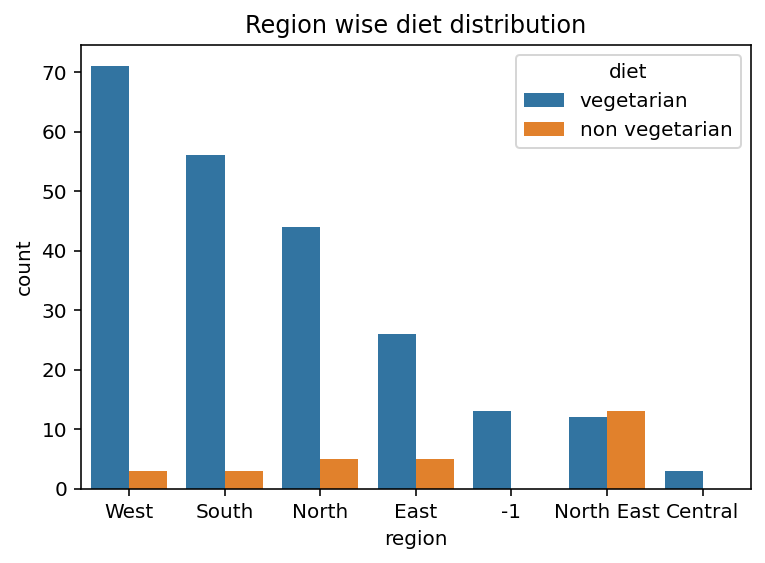 Region wise diet distribution
diet
vegetarian
non vegetarian
count
70
60
50
40
30
20
10
0
West South North East -1 North East Central
region